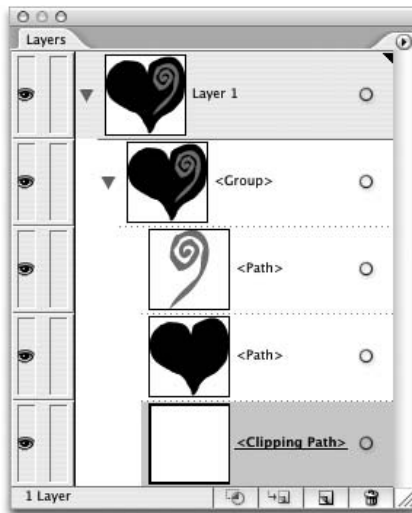 Layers
Layer 1
<Group>
<Path>
<Path>
<Clipping Path>
1 Layer